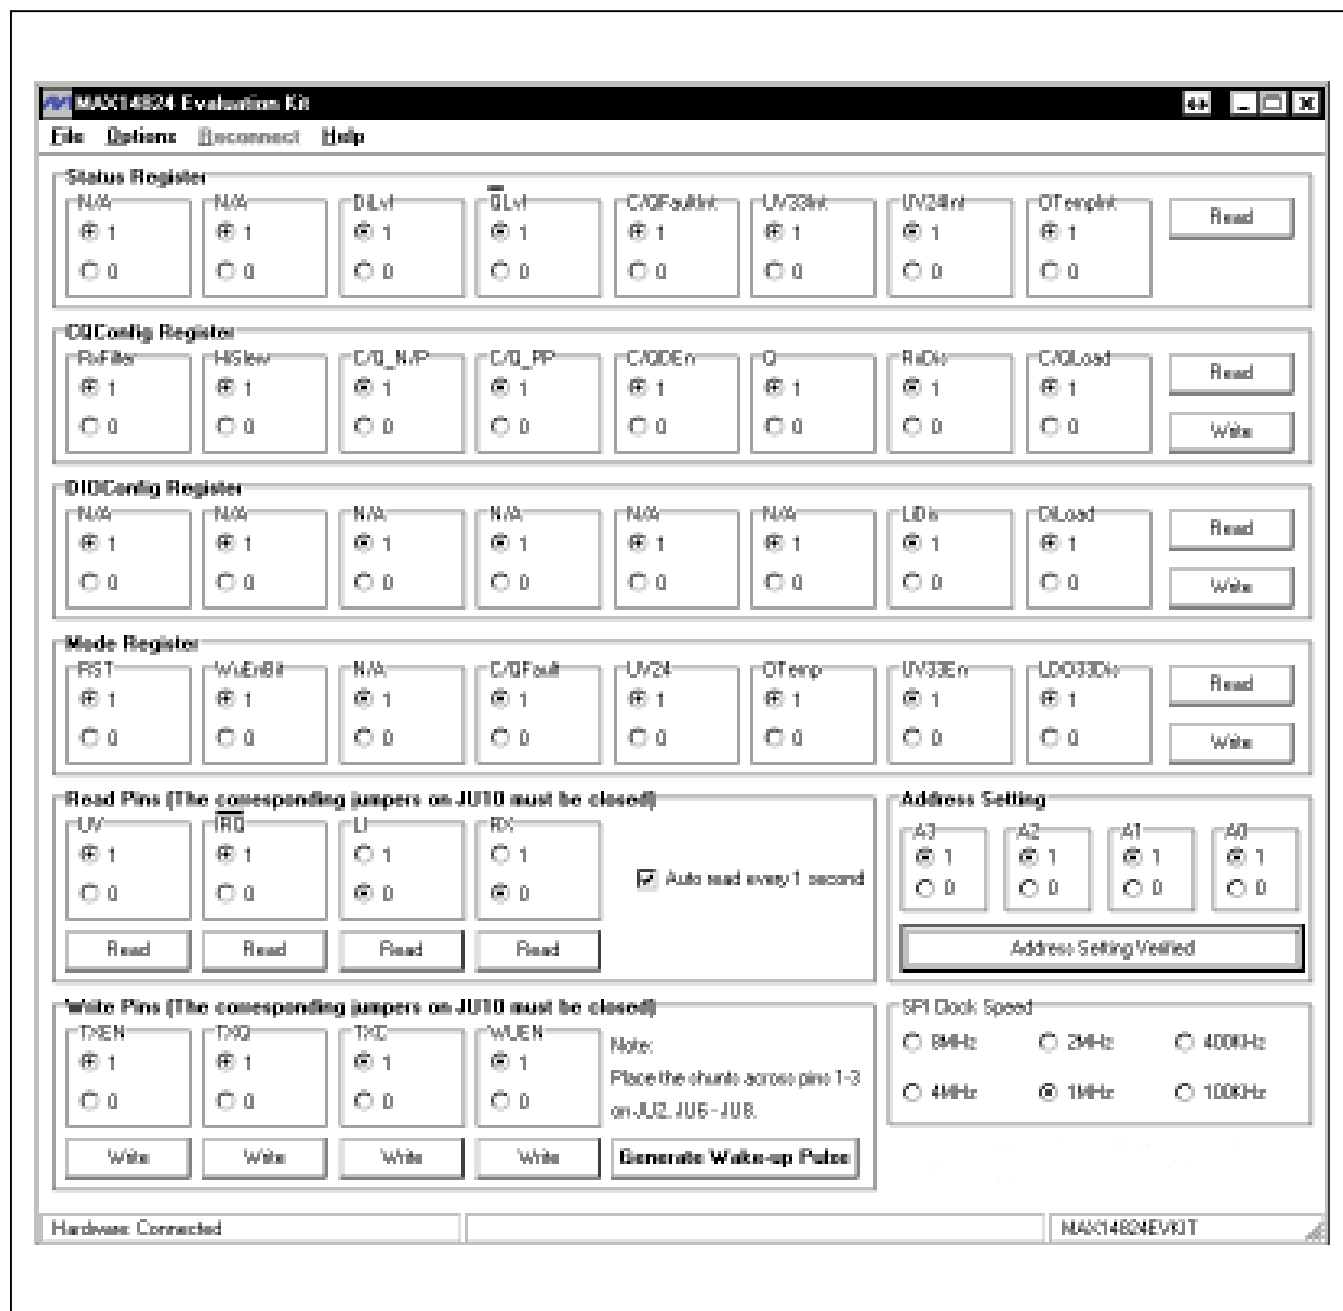 MAX14824 Evaluation Kit
File Options Reconnect Help
Status Register
N/A N/A DiLvl QLvl C/QFaultInt UV33Int UV24Int OTempInt
1 1 1 1 1 1 1 1 Read
0 0 0 0 0 0 0 0
CQConfig Register
RxFilter HiSlew C/Q_N/P C/Q_PP C/QDEn Q RxDis C/QLoad
1 1 1 1 1 1 1 1 Read
0 0 0 0 0 0 0 0 Write
DIOConfig Register
N/A N/A N/A N/A N/A N/A LiDis DiLoad
1 1 1 1 1 1 1 1 Read
0 0 0 0 0 0 0 0 Write
Mode Register
RST WuEnBit N/A C/QFault UV24 OTemp UV33En LDO33Dis
1 1 1 1 1 1 1 1 Read
0 0 0 0 0 0 0 0 Write
Read Pins (The corresponding jumpers on JU10 must be closed)
UV IRQ LI RX
1 1 1 1
0 0 0 0
Auto read every 1 second
Read Read Read Read
Address Setting
A3 A2 A1 A0
1 1 1 1
0 0 0 0
Address Setting Verified
Write Pins (The corresponding jumpers on JU10 must be closed)
TXEN TXQ TXC WUEN
1 1 1 1
0 0 0 0
Write Write Write Write
Note:
Place the shunts across pins 1-3
on JU2, JU6 - JU8.
Generate Wake-up Pulse
SPI Clock Speed
8MHz 2MHz 400KHz
4MHz 1MHz 100KHz
Hardware Connected MAX14824EVKIT